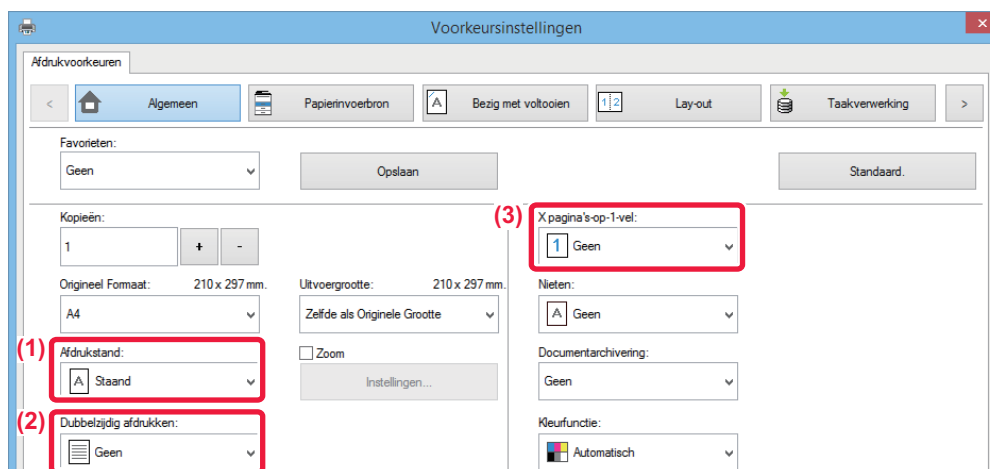 Voorkeursinstellingen
Afdrukvoorkeuren
< Algemeen Papierinvoerbron A Bezig met voltooien 1 2 Lay-out Taakverwerking >
Favorieten:
Geen Opslaan Standaard.
Kopieën: (3) X pagina's-op-1-vel:
1 + - 1 Geen
Origineel Formaat: 210 x 297 mm. Uitvoergrootte: 210 x 297 mm. Nieten:
A4 Zelfde als Originele Grootte A Geen
(1) Afdrukstand: Zoom Documentarchivering:
A Staand Instellingen... Geen
(2) Dubbelzijdig afdrukken: Kleurfunctie:
Geen Automatisch